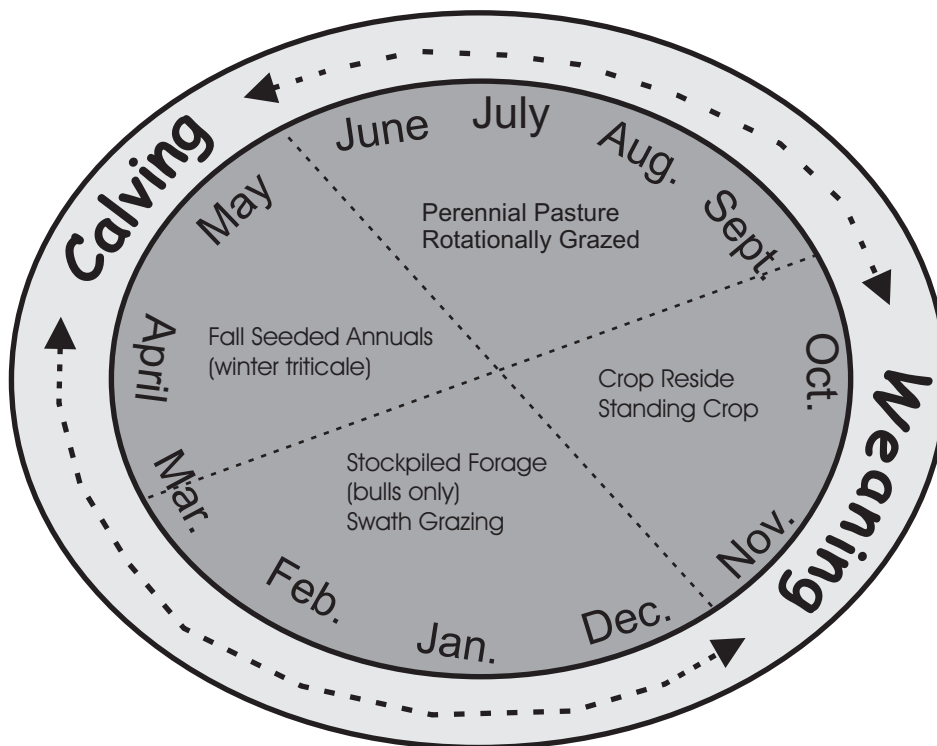 Calving
Weaning
June
July
Aug.
Sept.
Oct.
Nov.
Dec.
Jan.
Feb.
Mar.
April
May
Perennial Pasture
Rotationally Grazed
Fall Seeded Annuals
(winter triticale)
Crop Reside
Standing Crop
Stockpiled Forage
(bulls only)
Swath Grazing